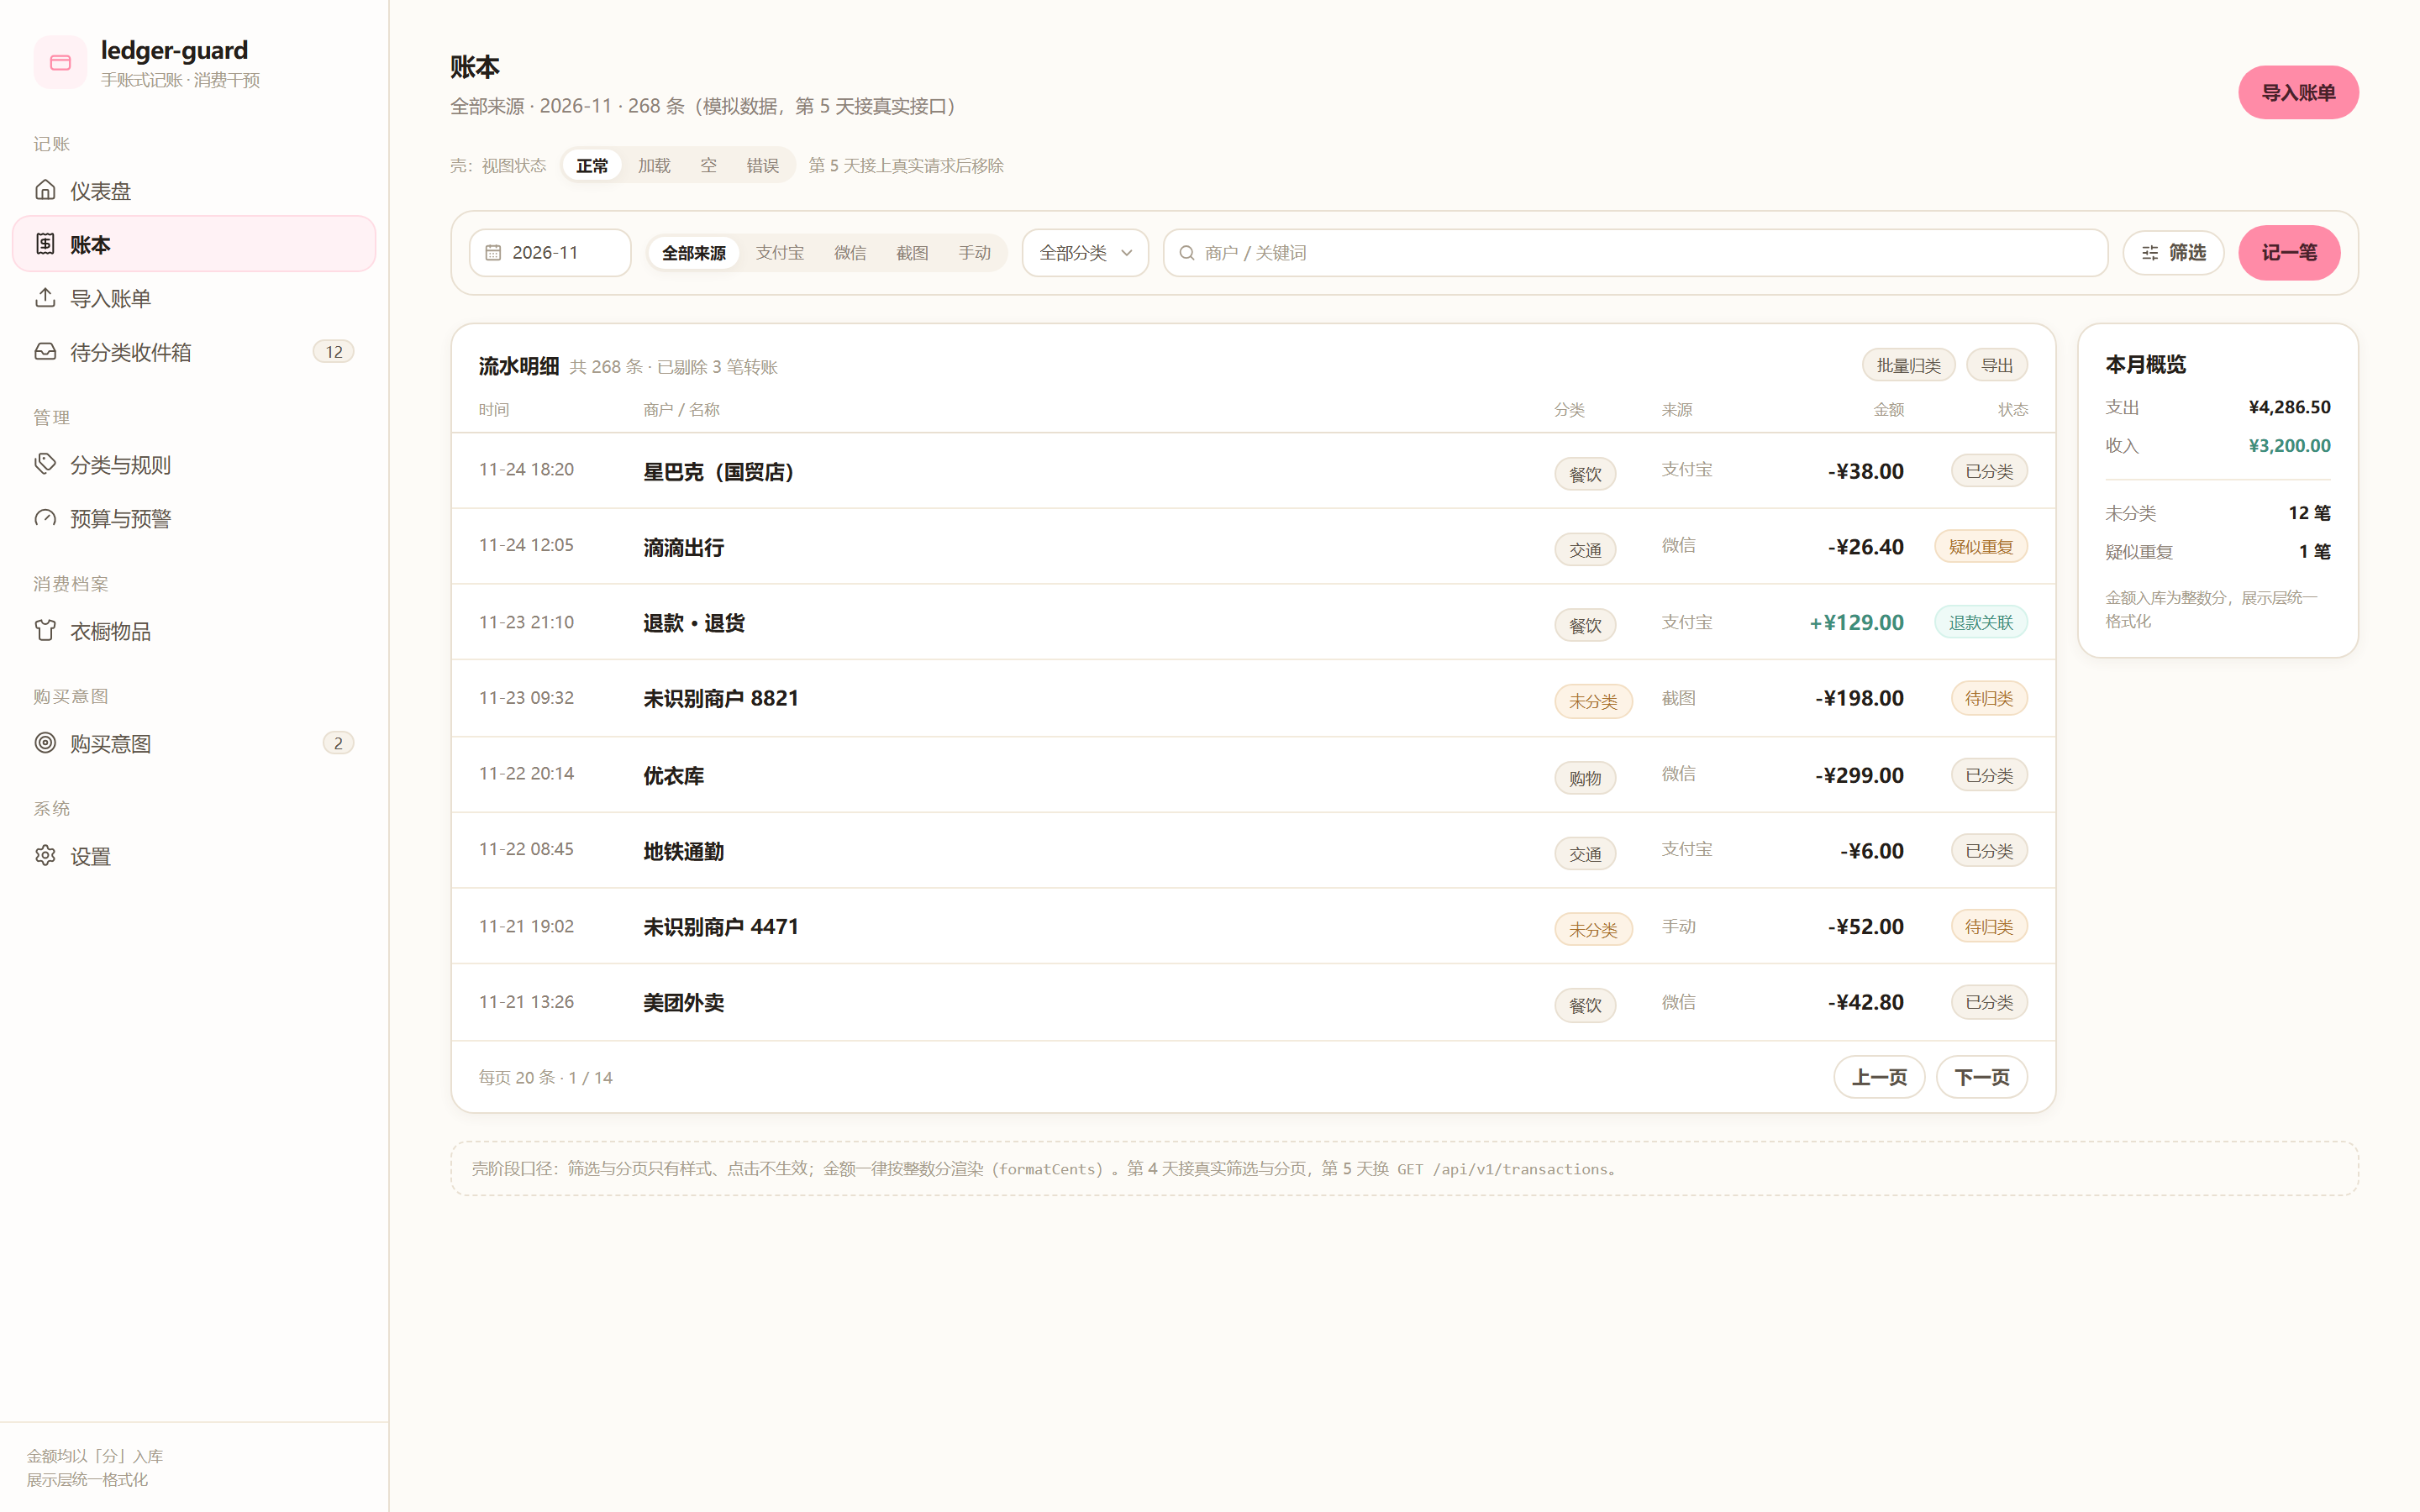 ledger-guard
手账式记账 · 消费干预
记账
仪表盘
账本
导入账单
待分类收件箱 12
管理
分类与规则
预算与预警
消费档案
衣橱物品
购买意图
购买意图 2
系统
设置
金额均以「分」入库
展示层统一格式化
账本
全部来源 · 2026-11 · 268 条（模拟数据，第 5 天接真实接口）
导入账单
壳：视图状态 正常 加载 空 错误 第 5 天接上真实请求后移除
2026-11 全部来源 支付宝 微信 截图 手动 全部分类 商户 / 关键词 筛选 记一笔
流水明细 共 268 条 · 已剔除 3 笔转账 批量归类 导出
时间 商户 / 名称 分类 来源 金额 状态
11-24 18:20 星巴克（国贸店） 餐饮 支付宝 -¥38.00 已分类
11-24 12:05 滴滴出行 交通 微信 -¥26.40 疑似重复
11-23 21:10 退款・退货 餐饮 支付宝 +¥129.00 退款关联
11-23 09:32 未识别商户 8821 未分类 截图 -¥198.00 待归类
11-22 20:14 优衣库 购物 微信 -¥299.00 已分类
11-22 08:45 地铁通勤 交通 支付宝 -¥6.00 已分类
11-21 19:02 未识别商户 4471 未分类 手动 -¥52.00 待归类
11-21 13:26 美团外卖 餐饮 微信 -¥42.80 已分类
每页 20 条 · 1 / 14 上一页 下一页
本月概览
支出 ¥4,286.50
收入 ¥3,200.00
未分类 12 笔
疑似重复 1 笔
金额入库为整数分，展示层统一
格式化
壳阶段口径：筛选与分页只有样式、点击不生效；金额一律按整数分渲染（formatCents）。第 4 天接真实筛选与分页，第 5 天换 GET /api/v1/transactions。